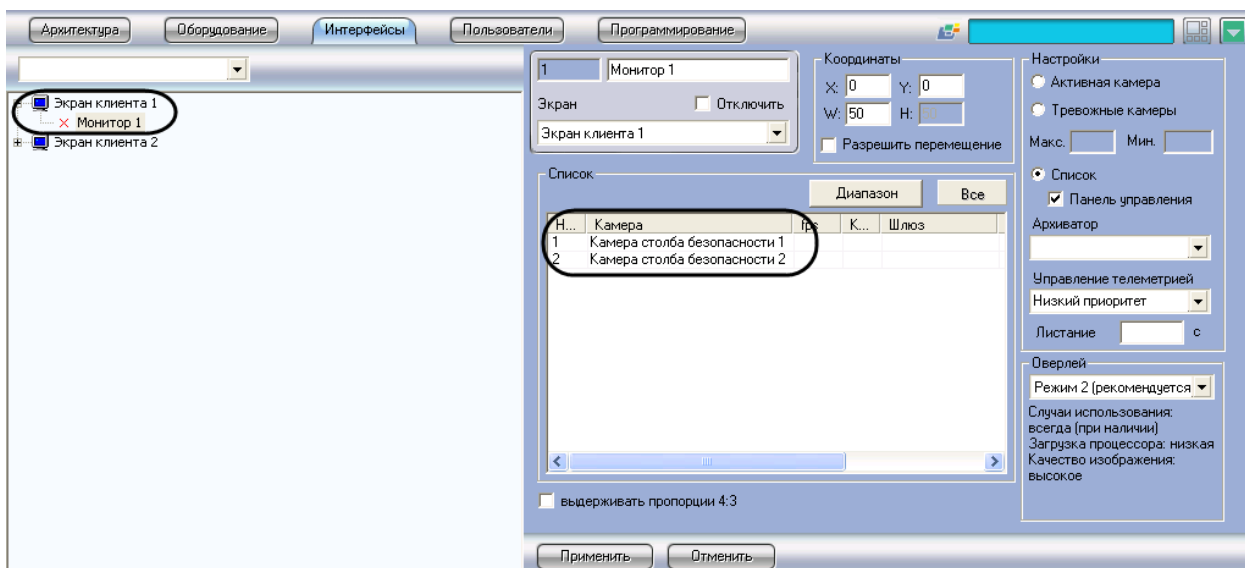 Архитектура
Оборудование
Интерфейсы
Пользователи
Программирование
Экран клиента 1
Монитор 1
Экран клиента 2
1
Монитор 1
Экран
Отключить
Экран клиента 1
Координаты
X: 0
Y: 0
W: 50
H:
Разрешить перемещение
Список
Диапазон
Все
Н... Камера fps К... Шлюз
1 Камера столба безопасности 1
2 Камера столба безопасности 2
выдерживать пропорции 4:3
Применить
Отменить
Настройки
Активная камера
Тревожные камеры
Макс.
Мин.
Список
Панель управления
Архиватор
Управление телеметрией
Низкий приоритет
Листание
с
Оверлей
Режим 2 (рекомендуется
Случаи использования:
всегда (при наличии)
Загрузка процессора: низкая
Качество изображения:
высокое